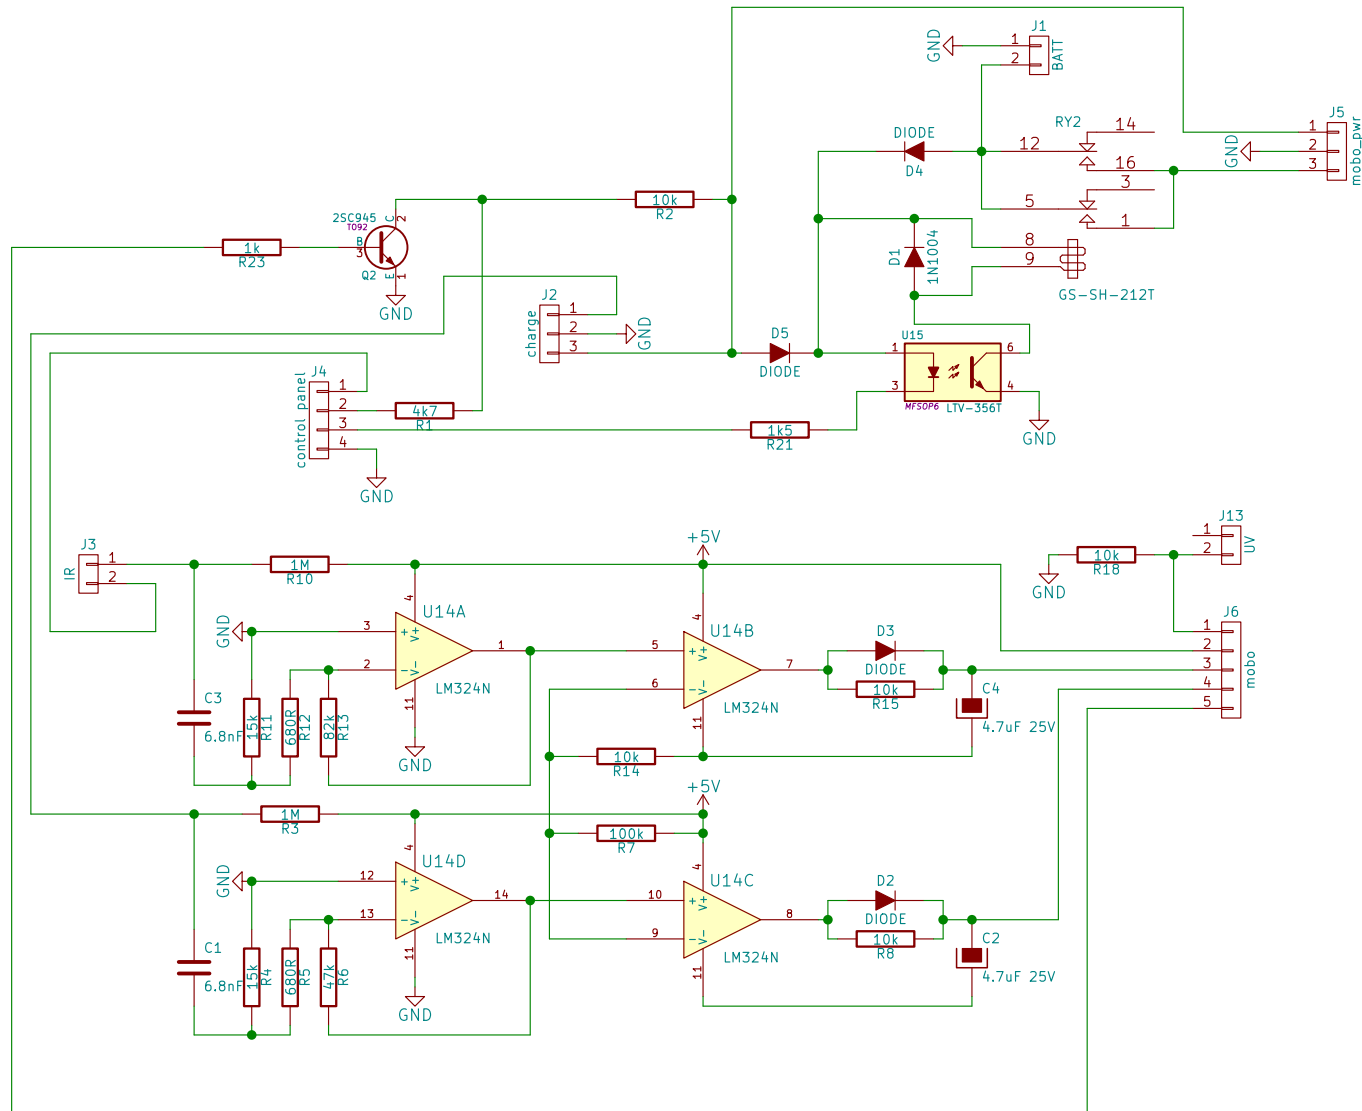 J1
GND
1
2
BATT
J5
1
GND
2
3
mobo_pwr
RY2
14
12
16
3
5
1
DIODE
D4
8
9
GS-SH-212T
D1
1N1004
10k
R2
2SC945
TO92
C
2
B
3
Q2
E
1
GND
1k
R23
J2
1
2
3
charge
GND
D5
DIODE
U15
1
6
3
4
MFSOP6
LTV-356T
GND
J4
1
2
3
4
control panel
4k7
R1
1k5
R21
GND
J3
1
2
IR
1M
R10
+5V
J13
1
2
UV
10k
R18
GND
J6
1
2
3
4
5
mobo
GND
3
2
4
V+
V-
+
-
11
1
U14A
LM324N
GND
C3
6.8nF
15k
R11
680R
R12
82k
R13
5
6
4
V+
V-
+
-
11
7
U14B
LM324N
D3
DIODE
10k
R15
C4
4.7uF 25V
10k
R14
+5V
1M
R3
100k
R7
GND
12
13
4
V+
V-
+
-
11
14
U14D
LM324N
GND
C1
6.8nF
15k
R4
680R
R5
47k
R6
10
9
4
V+
V-
+
-
11
8
U14C
LM324N
D2
DIODE
10k
R8
C2
4.7uF 25V